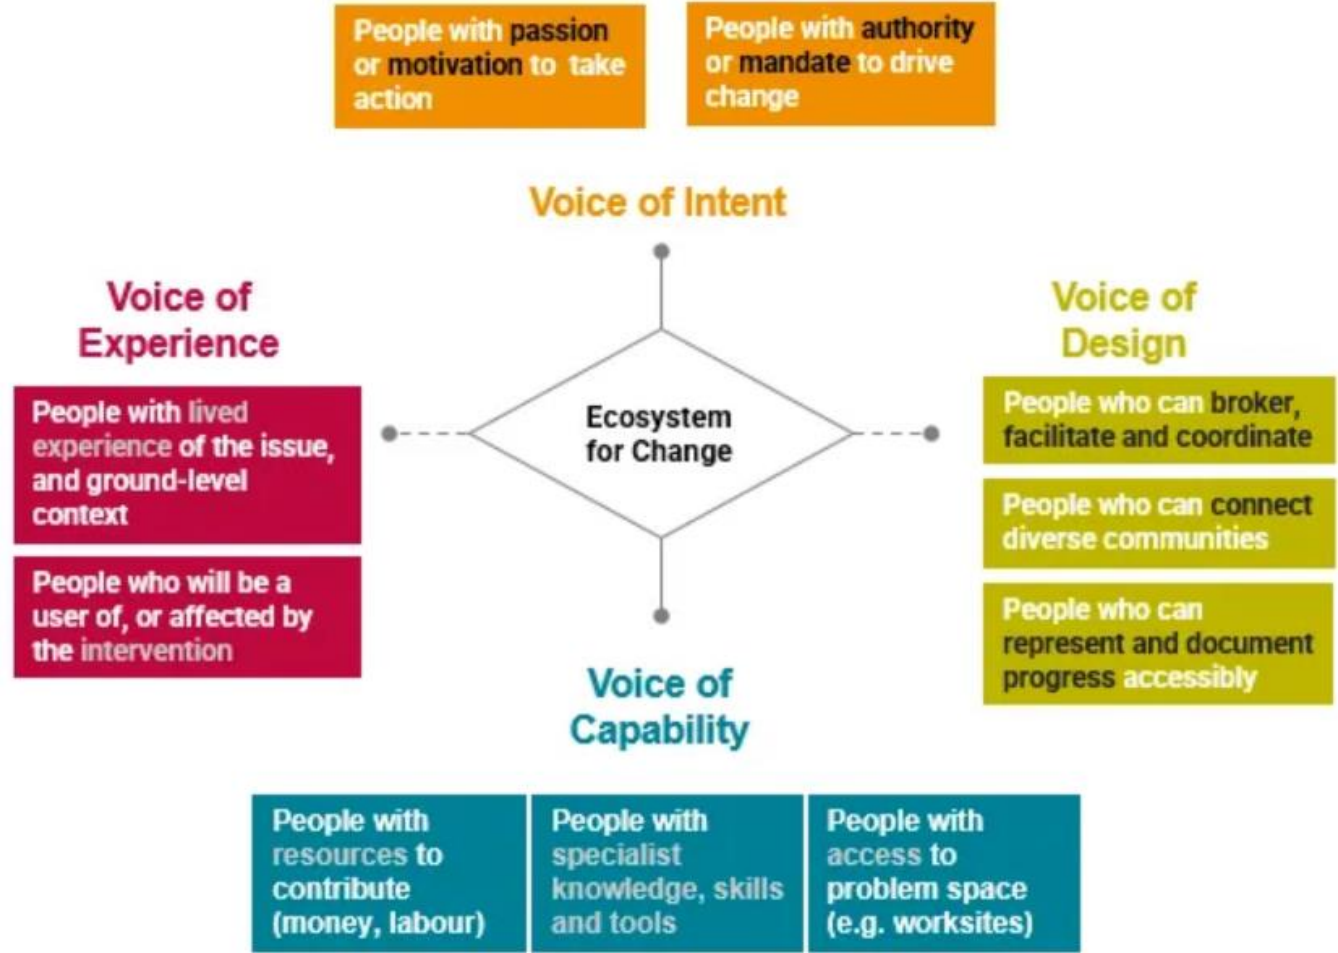 People with passion
or motivation to take
action
People with authority
or mandate to drive
change
Voice of Intent
Voice of
Experience
People with lived
experience of the issue,
and ground-level
context
People who will be a
user of, or affected by
the intervention
Ecosystem
for Change
Voice of
Design
People who can broker,
facilitate and coordinate
People who can connect
diverse communities
People who can
represent and document
progress accessibly
Voice of
Capability
People with
resources to
contribute
(money, labour)
People with
specialist
knowledge, skills
and tools
People with
access to
problem space
(e.g. worksites)